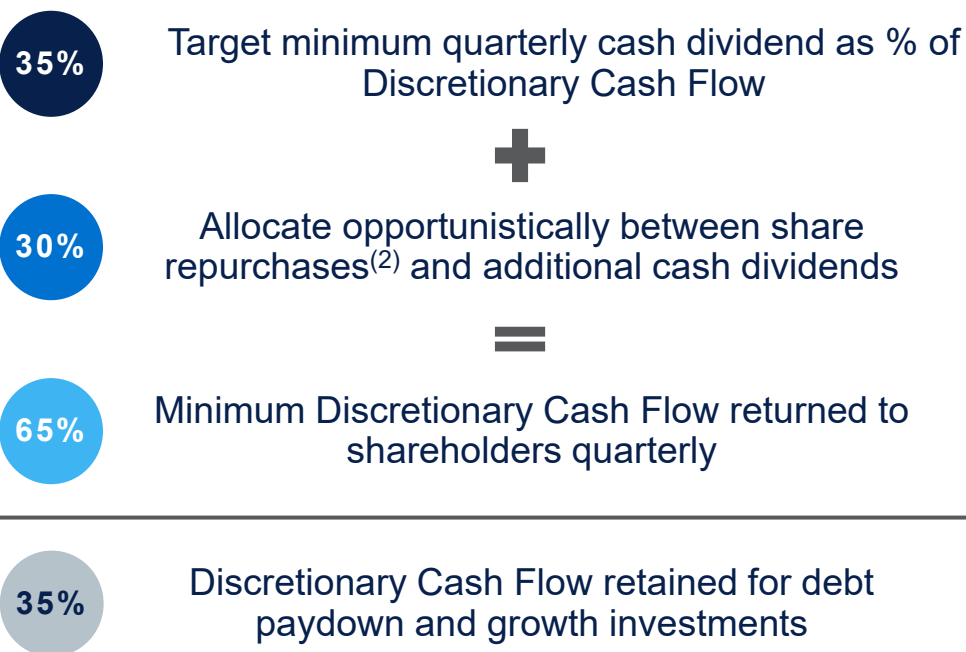 35%
Target minimum quarterly cash dividend as % of
Discretionary Cash Flow
+
30%
Allocate opportunistically between share
repurchases(2) and additional cash dividends
=
65%
Minimum Discretionary Cash Flow returned to
shareholders quarterly
35%
Discretionary Cash Flow retained for debt
paydown and growth investments